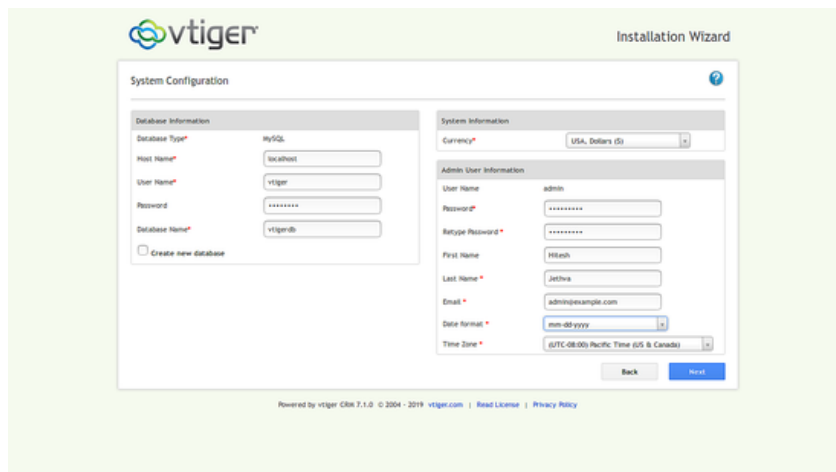 vtiger
Installation Wizard
System Configuration
?
Database Information
Database Type* MySQL
Host Name* localhost
User Name* vtiger
Password ••••••••
Database Name* vtigerdb
Create new database
System Information
Currency* USA, Dollars ($)
Admin User Information
User Name admin
Password* •••••••••
Retype Password * •••••••••
First Name Hitesh
Last Name * Jethva
Email * admin@example.com
Date format * mm-dd-yyyy
Time Zone * (UTC-08:00) Pacific Time (US & Canada)
Back Next
Powered by vtiger CRM 7.1.0 © 2004 - 2019 vtiger.com | Read License | Privacy Policy